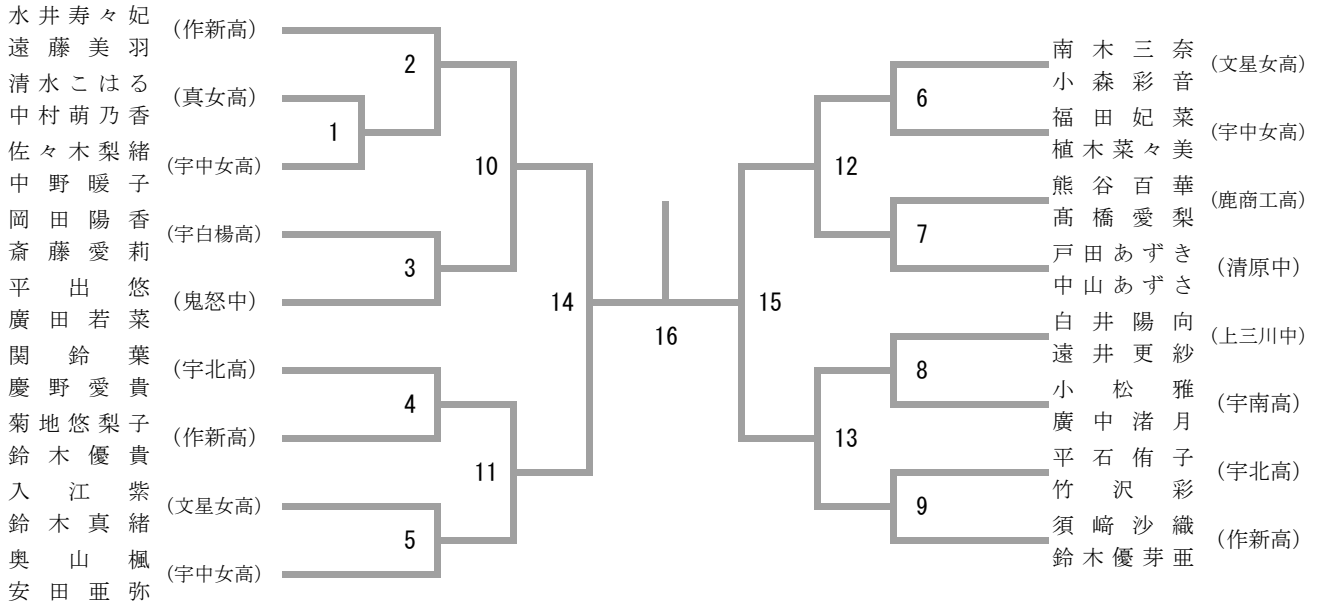 水井寿々妃
(作新高)
遠藤美羽
清水こはる
(真女高)
中村萌乃香
佐々木梨緒
(宇中女高)
中野暖子
岡田陽香
(宇白楊高)
斎藤愛莉
平出悠
(鬼怒中)
廣田若菜
関鈴葉
(宇北高)
慶野愛貴
菊地悠梨子
(作新高)
鈴木優貴
入江紫
(文星女高)
鈴木真緒
奥山楓
(宇中女高)
安田亜弥
1
2
3
4
5
10
11
14
16
15
12
13
6
7
8
9
南木三奈
(文星女高)
小森彩音
福田妃菜
(宇中女高)
植木菜々美
熊谷百華
(鹿商工高)
髙橋愛梨
戸田あずき
(清原中)
中山あずさ
白井陽向
(上三川中)
遠井更紗
小松雅
(宇南高)
廣中渚月
平石侑子
(宇北高)
竹沢彩
須﨑沙織
(作新高)
鈴木優芽亜